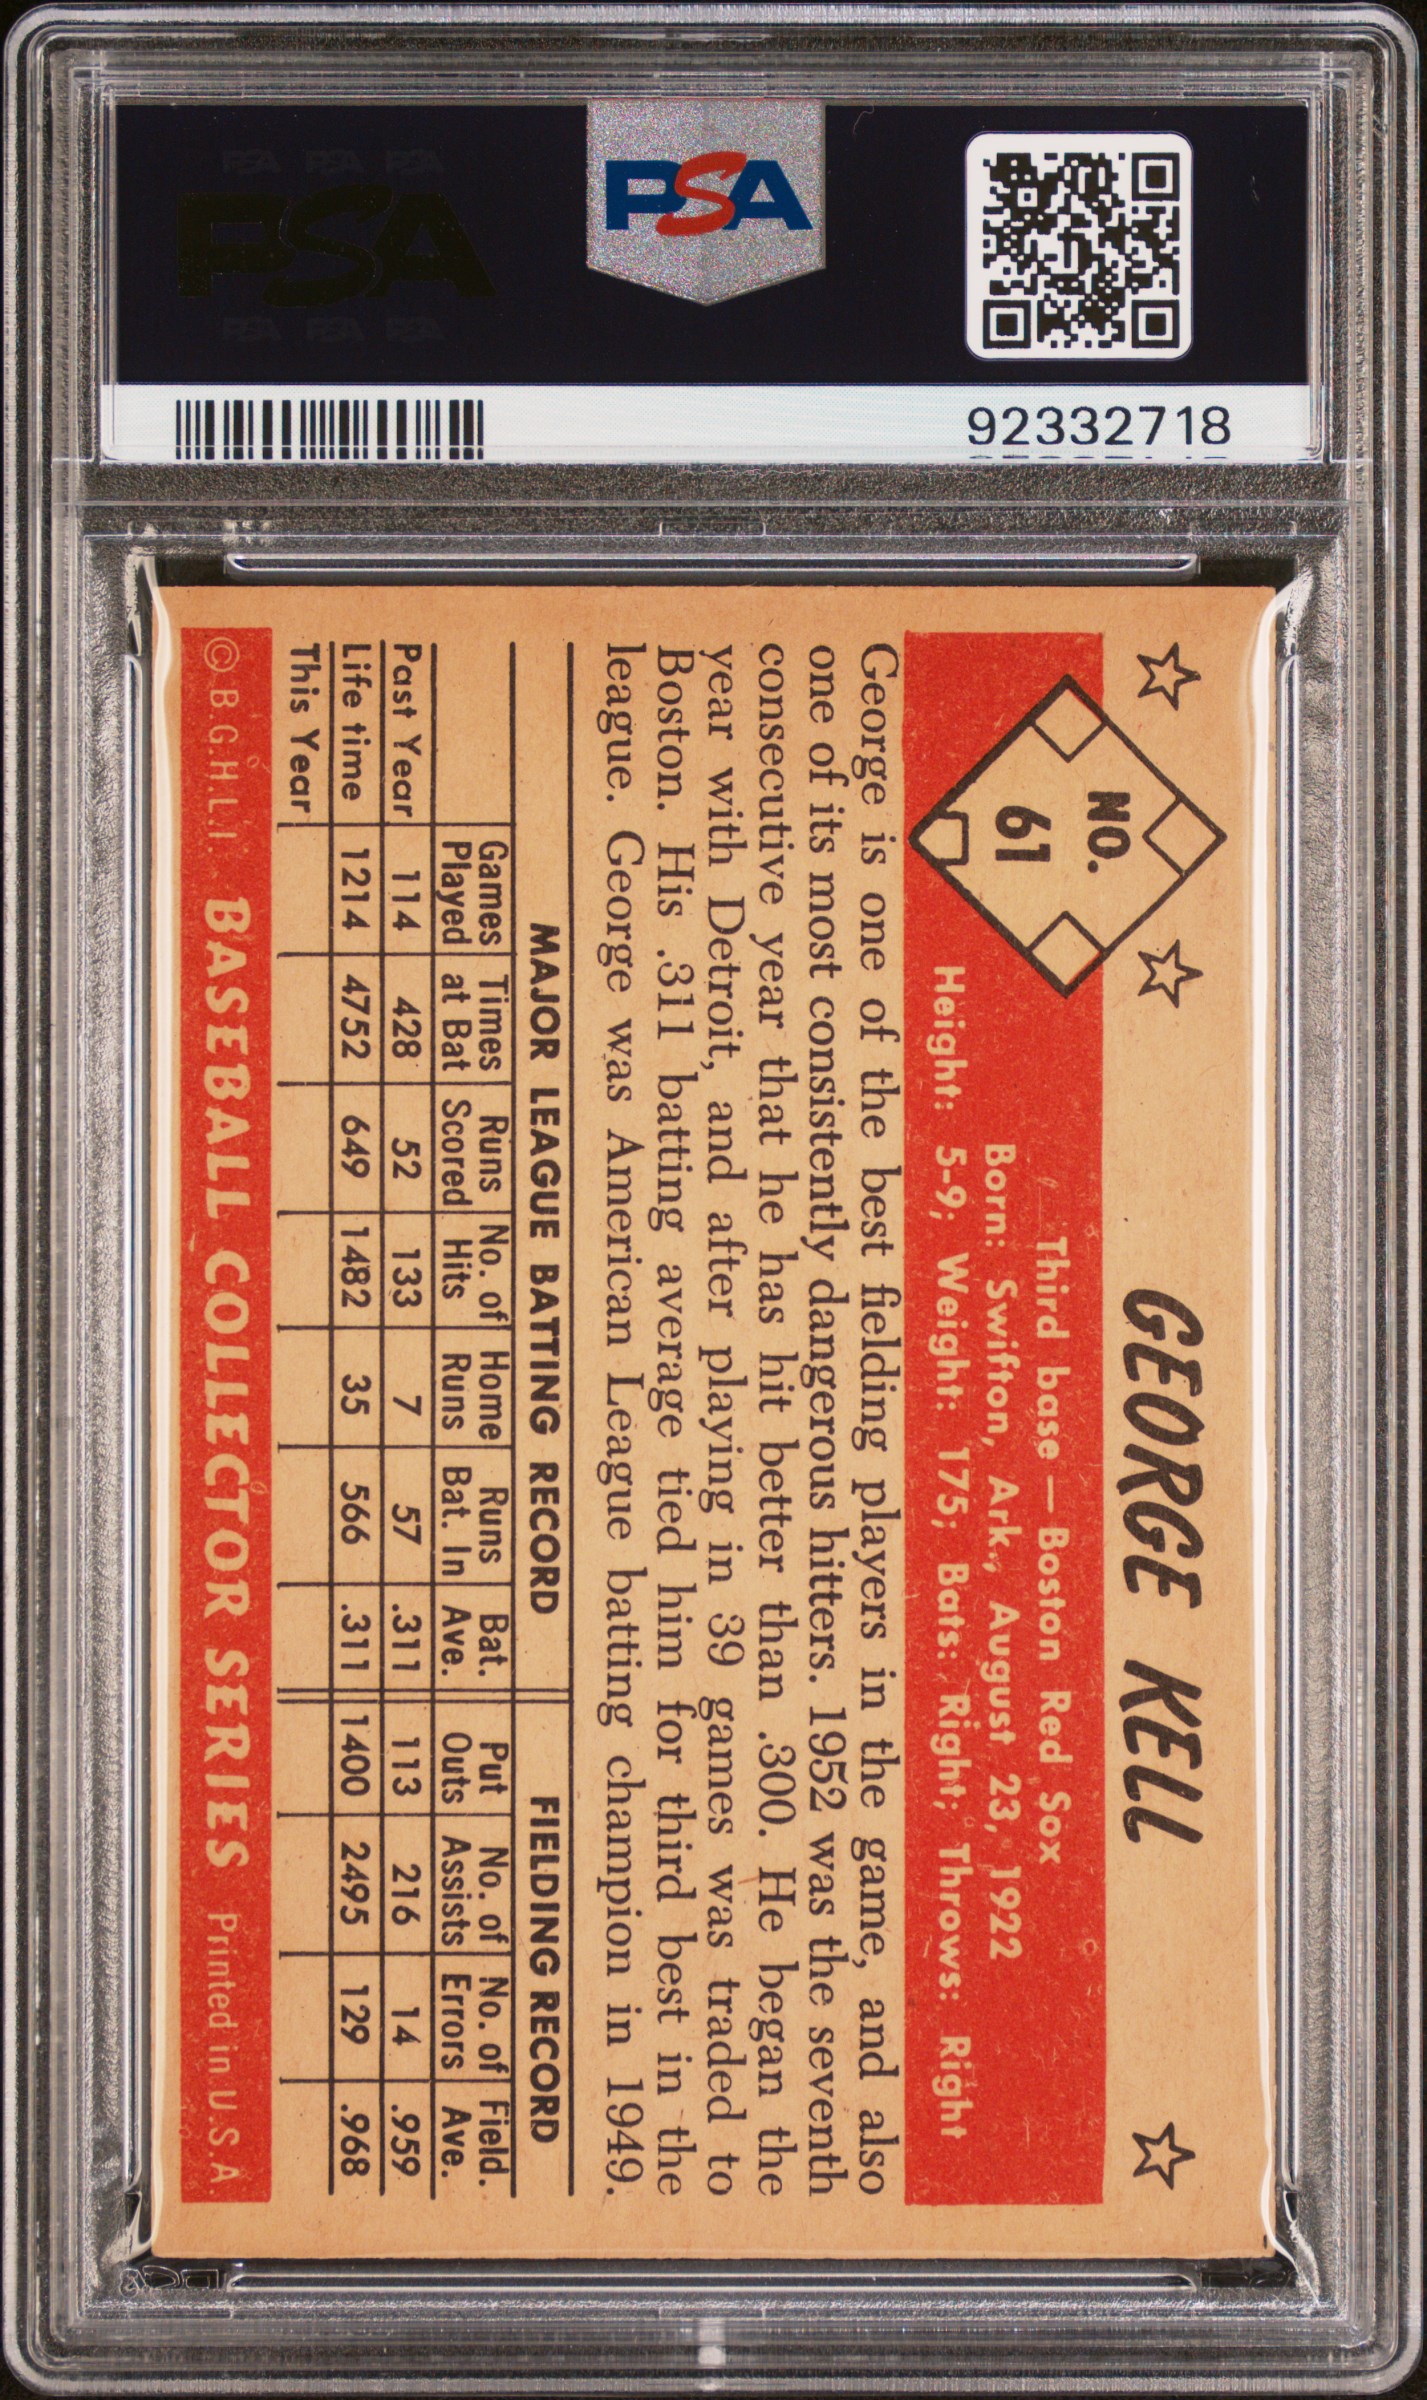 PSA PSA PSA
PSA
PSA PSA PSA
PSA
92332718
NO.
61
GEORGE KELL
Third base — Boston Red Sox
Born: Swifton, Ark., August 23, 1922
Height: 5-9; Weight: 175; Bats: Right; Throws: Right
George is one of the best fielding players in the game, and also
one of its most consistently dangerous hitters. 1952 was the seventh
consecutive year that he has hit better than .300. He began the
year with Detroit, and after playing in 39 games was traded to
Boston. His .311 batting average tied him for third best in the
league. George was American League batting champion in 1949.
MAJOR LEAGUE BATTING RECORD FIELDING RECORD
Games Times Runs No. of Home Runs Bat. Put No. of No. of Field.
Played at Bat Scored Hits Runs Bat. In Ave. Outs Assists Errors Ave.
Past Year 114 428 52 133 7 57 .311 113 216 14 .959
Life time 1214 4752 649 1482 35 566 .311 1400 2495 129 .968
This Year
© B.G.H.L.I. BASEBALL COLLECTOR SERIES Printed in U.S.A.